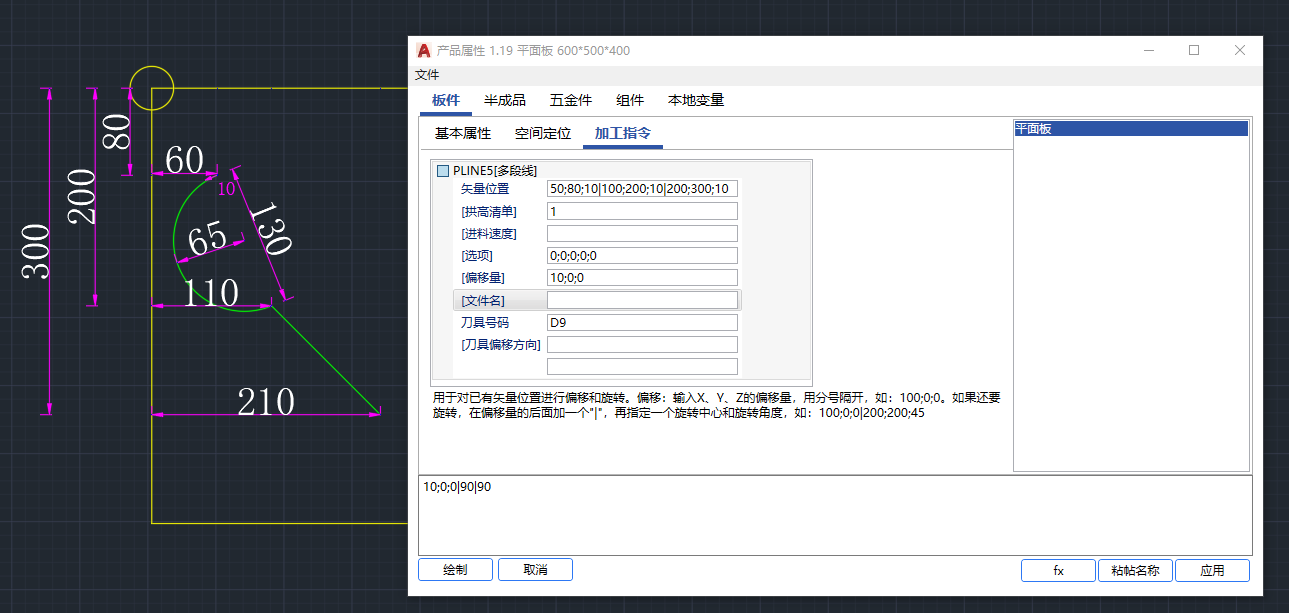 产品属性 1.19 平面板 600*500*400
文件
板件 半成品 五金件 组件 本地变量
基本属性 空间定位 加工指令
平面板
PLINE5[多段线]
矢量位置 50;80;10|100;200;10|200;300;10
[拱高清单] 1
[进料速度]
[选项] 0;0;0;0;0
[偏移量] 10;0;0
[文件名]
刀具号码 D9
[刀具偏移方向]
用于对已有矢量位置进行偏移和旋转。偏移：输入X、Y、Z的偏移量，用分号隔开，如：100;0;0。如果还要
旋转，在偏移量的后面加一个"|"，再指定一个旋转中心和旋转角度，如：100;0;0|200;200;45
10;0;0|90|90
绘制 取消 fx 粘帖名称 应用
80
60
10
200
130
65
300
110
210